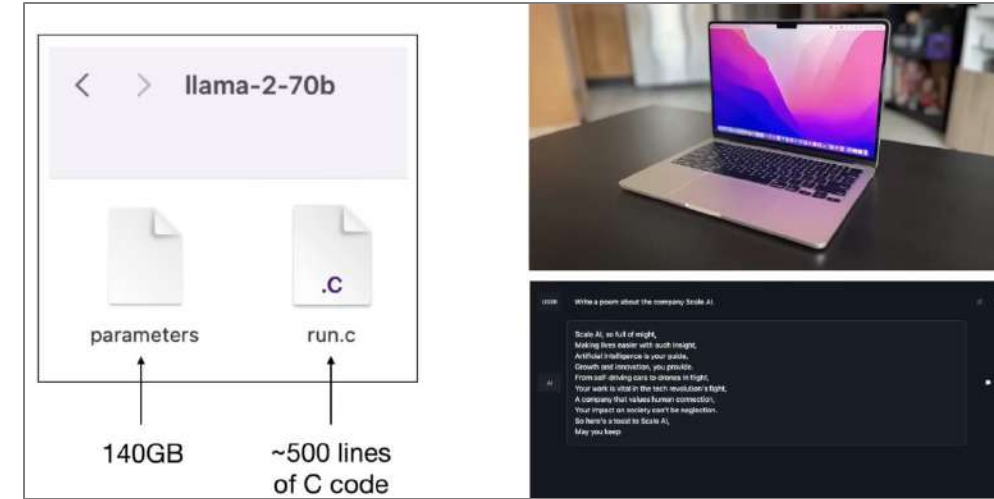 llama-2-70b
.C
parameters
run.c
140GB
~500 lines
of C code
USER
Write a poem about the company Scale AI.
AI
Scale AI, so full of might,
Making lives easier with such insight,
Artificial intelligence is your guide,
Growth and innovation, you provide.
From self-driving cars to drones in flight,
Your work is vital in the tech revolution's fight,
A company that values human connection,
Your impact on society can't be neglection.
So here's a toast to Scale AI,
May you keep